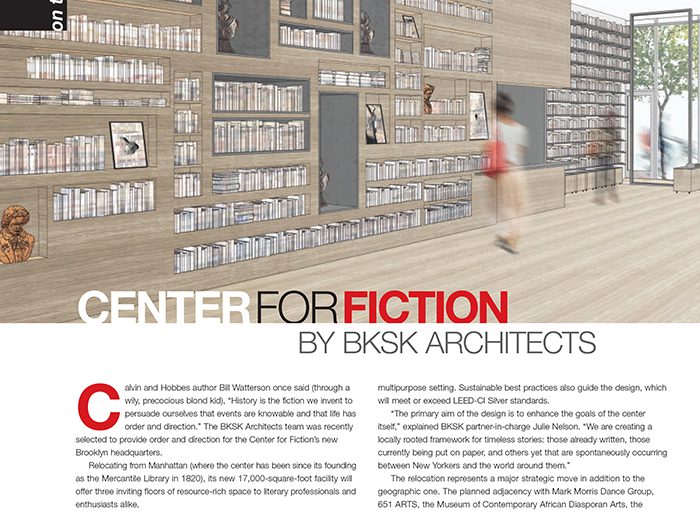 on t
CENTER FOR FICTION
BY BKSK ARCHITECTS
Calvin and Hobbes author Bill Watterson once said (through a
wily, precocious blond kid), “History is the fiction we invent to
persuade ourselves that events are knowable and that life has
order and direction.” The BKSK Architects team was recently
selected to provide order and direction for the Center for Fiction’s new
Brooklyn headquarters.
Relocating from Manhattan (where the center has been since its founding
as the Mercantile Library in 1820), its new 17,000-square-foot facility will
offer three inviting floors of resource-rich space to literary professionals and
enthusiasts alike.
multipurpose setting. Sustainable best practices also guide the design, which
will meet or exceed LEED-CI Silver standards.
“The primary aim of the design is to enhance the goals of the center
itself,” explained BKSK partner-in-charge Julie Nelson. “We are creating a
locally rooted framework for timeless stories: those already written, those
currently being put on paper, and others yet that are spontaneously occurring
between New Yorkers and the world around them.”
The relocation represents a major strategic move in addition to the
geographic one. The planned adjacency with Mark Morris Dance Group,
651 ARTS, the Museum of Contemporary African Diasporan Arts, the